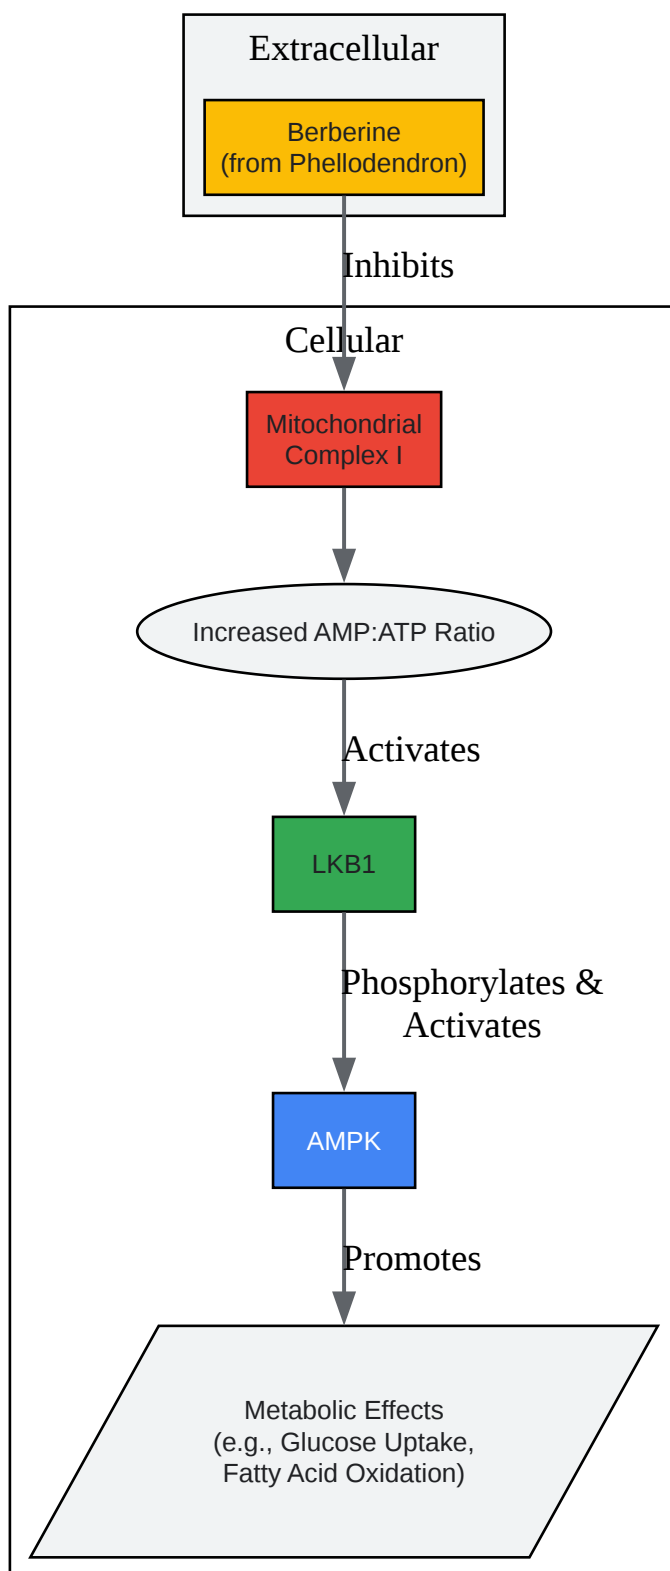 Extracellular
Berberine
(from Phellodendron)
Inhibits
Cellular
Mitochondrial
Complex I
Increased AMP:ATP Ratio
Activates
LKB1
Phosphorylates &
Activates
AMPK
Promotes
Metabolic Effects
(e.g., Glucose Uptake,
Fatty Acid Oxidation)